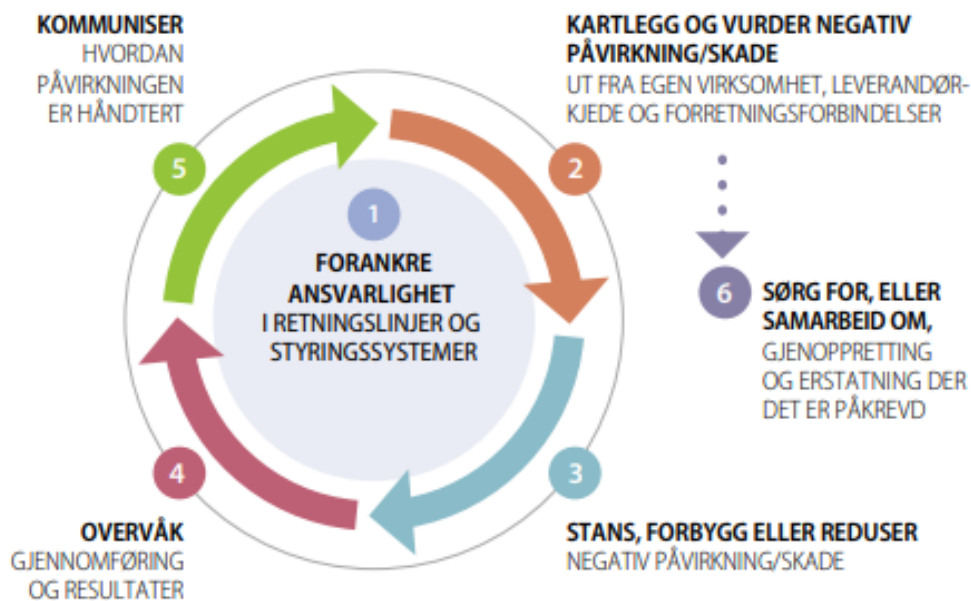 1
FORANKRE
ANSVARLIGHET
I RETNINGSLINJER OG
STYRINGSSYSTEMER
2
KARTLEGG OG VURDER NEGATIV
PÅVIRKNING/SKADE
UT FRA EGEN VIRKSOMHET, LEVERANDØR-
KJEDE OG FORRETNINGSFORBINDELSER
3
STANS, FORBYGG ELLER REDUSER
NEGATIV PÅVIRKNING/SKADE
4
OVERVÅK
GJENNOMFØRING
OG RESULTATER
5
KOMMUNISER
HVORDAN
PÅVIRKNINGEN
ER HÅNDTERT
6
SØRG FOR, ELLER
SAMARBEID OM,
GJENOPPRETTING
OG ERSTATNING DER
DET ER PÅKREVD